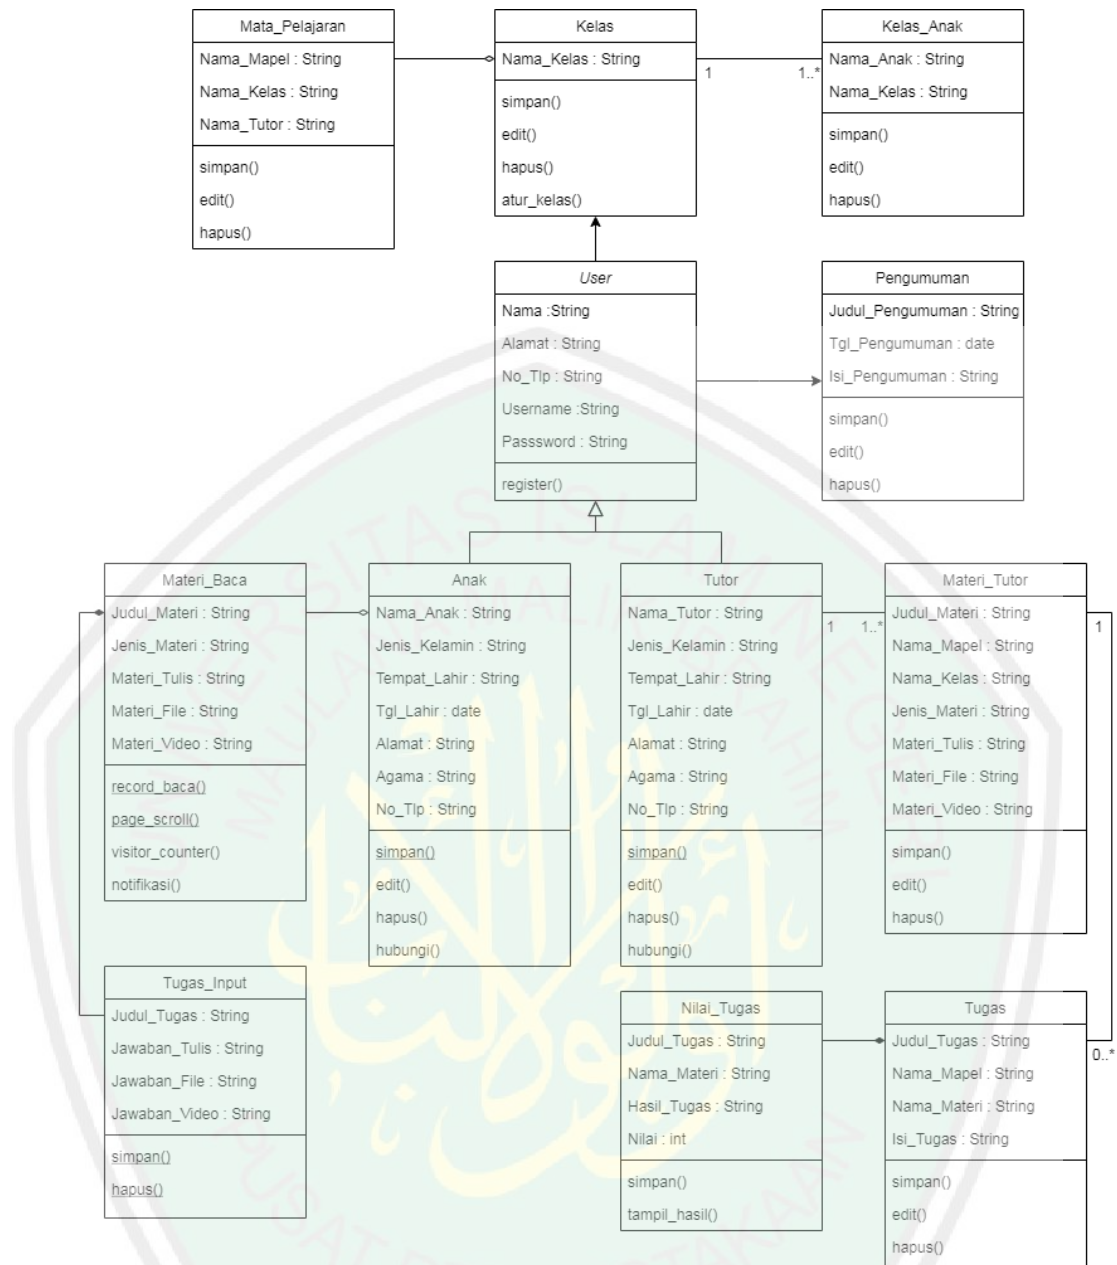 Mata_Pelajaran
Nama_Mapel : String
Nama_Kelas : String
Nama_Tutor : String
simpan()
edit()
hapus()
Kelas
Nama_Kelas : String
simpan()
edit()
hapus()
atur_kelas()
1
1..*
Kelas_Anak
Nama_Anak : String
Nama_Kelas : String
simpan()
edit()
hapus()
User
Nama :String
Alamat : String
No_Tlp : String
Username :String
Passsword : String
register()
Pengumuman
Judul_Pengumuman : String
Tgl_Pengumuman : date
Isi_Pengumuman : String
simpan()
edit()
hapus()
Materi_Baca
Judul_Materi : String
Jenis_Materi : String
Materi_Tulis : String
Materi_File : String
Materi_Video : String
record_baca()
page_scroll()
visitor_counter()
notifikasi()
Anak
Nama_Anak : String
Jenis_Kelamin : String
Tempat_Lahir : String
Tgl_Lahir : date
Alamat : String
Agama : String
No_Tlp : String
simpan()
edit()
hapus()
hubungi()
Tutor
Nama_Tutor : String
Jenis_Kelamin : String
Tempat_Lahir : String
Tgl_Lahir : date
Alamat : String
Agama : String
No_Tlp : String
simpan()
edit()
hapus()
hubungi()
1
1..*
Materi_Tutor
Judul_Materi : String
Nama_Mapel : String
Nama_Kelas : String
Jenis_Materi : String
Materi_Tulis : String
Materi_File : String
Materi_Video : String
simpan()
edit()
hapus()
1
0..*
Tugas_Input
Judul_Tugas : String
Jawaban_Tulis : String
Jawaban_File : String
Jawaban_Video : String
simpan()
hapus()
Nilai_Tugas
Judul_Tugas : String
Nama_Materi : String
Hasil_Tugas : String
Nilai : int
simpan()
tampil_hasil()
Tugas
Judul_Tugas : String
Nama_Mapel : String
Nama_Materi : String
Isi_Tugas : String
simpan()
edit()
hapus()
UNIVERSITAS ISLAM NEGERI
MAULANA MALIK IBRAHIM